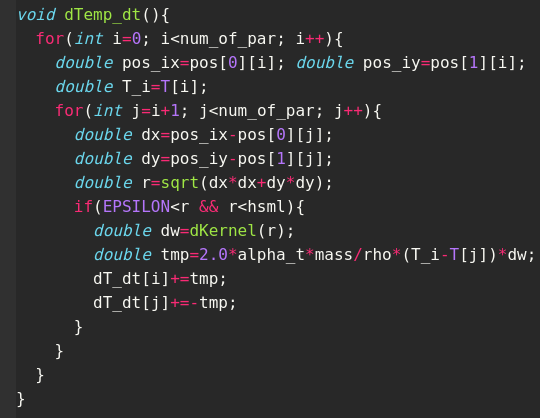 void dTemp_dt(){
  for(int i=0; i<num_of_par; i++){
    double pos_ix=pos[0][i]; double pos_iy=pos[1][i];
    double T_i=T[i];
    for(int j=i+1; j<num_of_par; j++){
      double dx=pos_ix-pos[0][j];
      double dy=pos_iy-pos[1][j];
      double r=sqrt(dx*dx+dy*dy);
      if(EPSILON<r && r<hsml){
        double dw=dKernel(r);
        double tmp=2.0*alpha_t*mass/rho*(T_i-T[j])*dw;
        dT_dt[i]+=tmp;
        dT_dt[j]+=-tmp;
      }
    }
  }
}